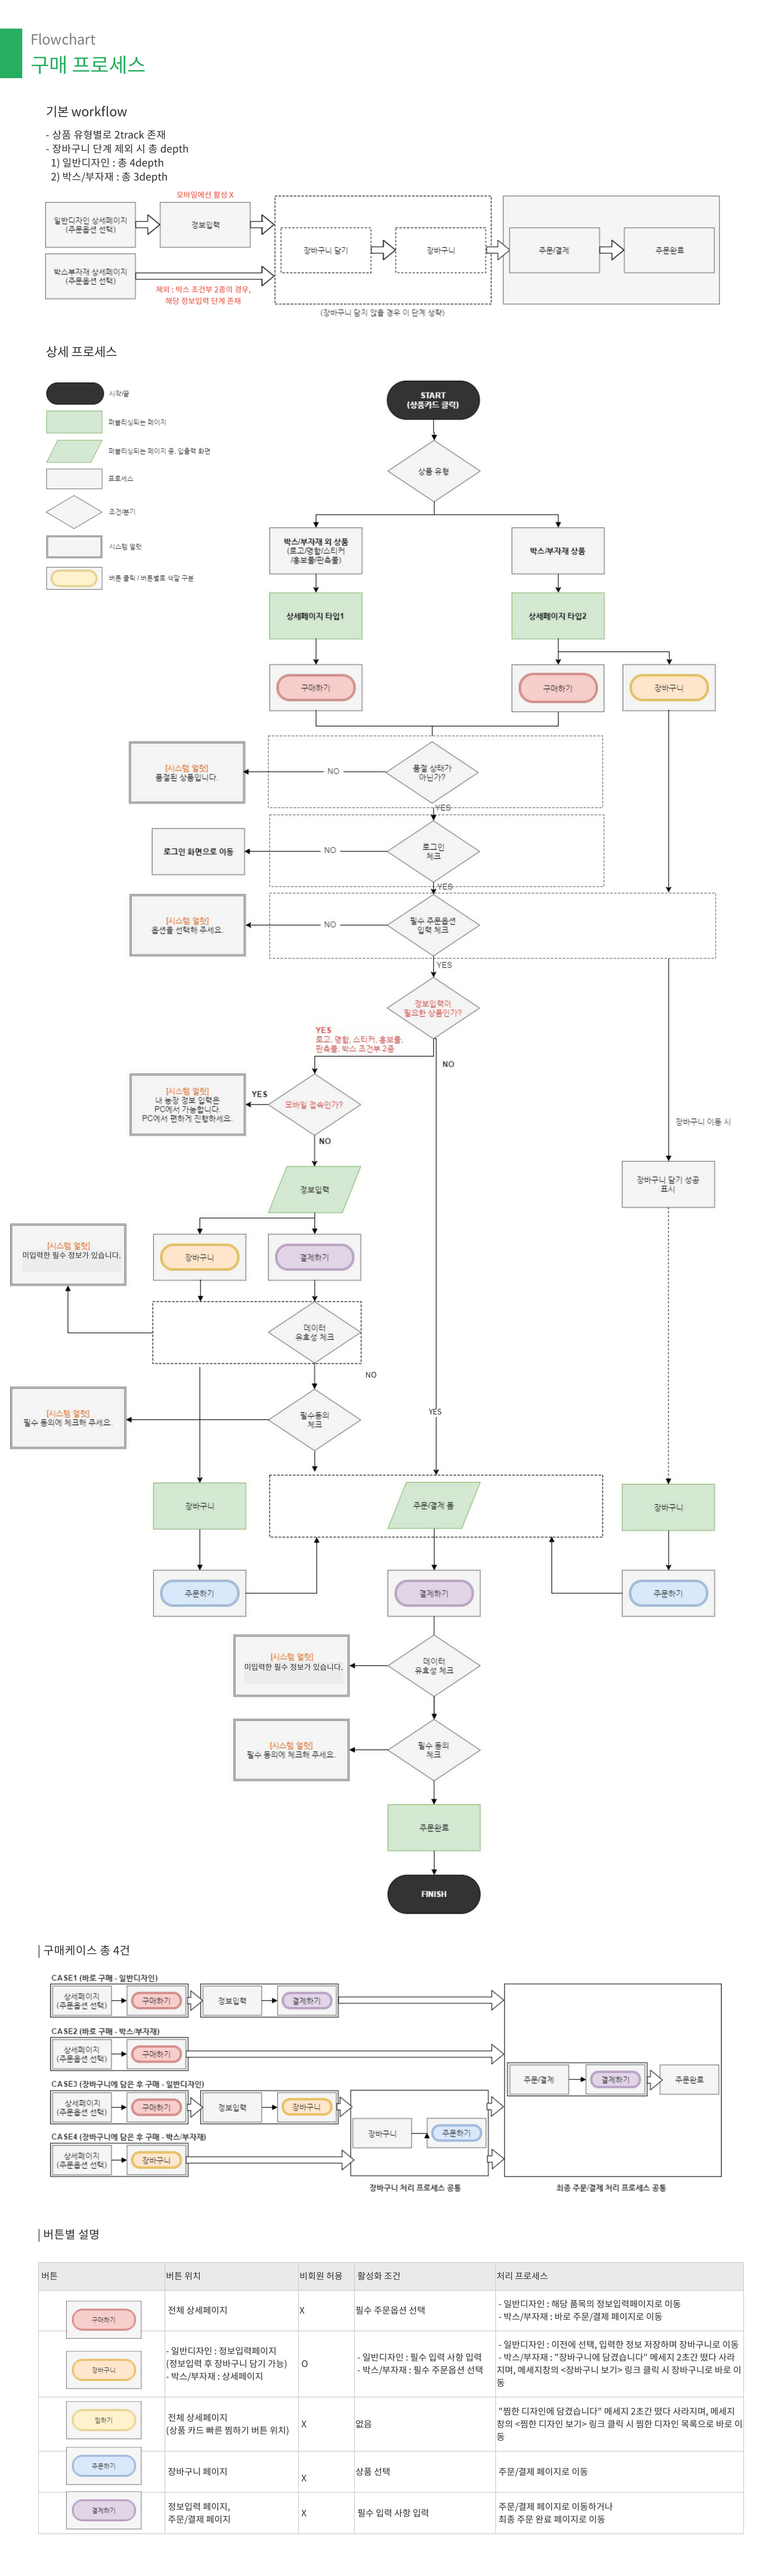 Flowchart
구매 프로세스
기본 workflow
- 상품 유형별로 2track 존재
- 장바구니 단계 제외 시 총 depth
1) 일반디자인 : 총 4depth
2) 박스/부자재 : 총 3depth
모바일에선 활성 X
일반디자인 상세페이지
(주문옵션 선택)
정보입력
장바구니 담기
장바구니
주문/결제
주문완료
박스부자재 상세페이지
(주문옵션 선택)
제외 : 박스 조건부 2종의 경우,
해당 정보입력 단계 존재
(장바구니 담지 않을 경우 이 단계 생략)
상세 프로세스
시작/끝
퍼블리싱되는 페이지
퍼블리싱되는 페이지 중, 입출력 화면
프로세스
조건/분기
시스템 얼럿
버튼 클릭 / 버튼별로 색깔 구분
START
(상품카드 클릭)
상품 유형
박스/부자재 외 상품
(로고/명함/스티커
/홍보물/판촉물)
박스/부자재 상품
상세페이지 타입1
상세페이지 타입2
구매하기
구매하기
장바구니
[시스템 얼럿]
품절된 상품입니다.
NO
품절 상태가
아닌가?
YES
로그인 화면으로 이동
NO
로그인
체크
YES
[시스템 얼럿]
옵션을 선택해 주세요.
NO
필수 주문옵션
입력 체크
YES
정보입력이
필요한 상품인가?
YES
로고, 명함, 스티커, 홍보물,
판촉물, 박스 조건부 2종
NO
[시스템 얼럿]
내 농장 정보 입력은
PC에서 가능합니다.
PC에서 편하게 진행하세요.
YES
모바일 접속인가?
NO
장바구니 이동 시
정보입력
장바구니 담기 성공
표시
[시스템 얼럿]
미입력한 필수 정보가 있습니다.
장바구니
결제하기
데이터
유효성 체크
NO
[시스템 얼럿]
필수 동의에 체크해 주세요.
필수동의
체크
YES
장바구니
주문/결제 폼
장바구니
주문하기
결제하기
주문하기
[시스템 얼럿]
미입력한 필수 정보가 있습니다.
데이터
유효성 체크
[시스템 얼럿]
필수 동의에 체크해 주세요.
필수 동의
체크
주문완료
FINISH
| 구매케이스 총 4건
CASE1 (바로 구매 - 일반디자인)
상세페이지
(주문옵션 선택)
구매하기
정보입력
결제하기
CASE2 (바로 구매 - 박스/부자재)
상세페이지
(주문옵션 선택)
구매하기
주문/결제
결제하기
주문완료
CASE3 (장바구니에 담은 후 구매 - 일반디자인)
상세페이지
(주문옵션 선택)
구매하기
정보입력
장바구니
장바구니
주문하기
CASE4 (장바구니에 담은 후 구매 - 박스/부자재)
상세페이지
(주문옵션 선택)
장바구니
장바구니 처리 프로세스 공통
최종 주문/결제 처리 프로세스 공통
| 버튼별 설명
버튼
버튼 위치
비회원 허용
활성화 조건
처리 프로세스
구매하기
전체 상세페이지
X
필수 주문옵션 선택
- 일반디자인 : 해당 품목의 정보입력페이지로 이동
- 박스/부자재 : 바로 주문/결제 페이지로 이동
장바구니
- 일반디자인 : 정보입력페이지
(정보입력 후 장바구니 담기 가능)
- 박스/부자재 : 상세페이지
O
- 일반디자인 : 필수 입력 사항 입력
- 박스/부자재 : 필수 주문옵션 선택
- 일반디자인 : 이전에 선택, 입력한 정보 저장하며 장바구니로 이동
- 박스/부자재 : "장바구니에 담겼습니다" 메세지 2초간 떴다 사라
지며, 메세지창의 <장바구니 보기> 링크 클릭 시 장바구니로 바로 이
동
찜하기
전체 상세페이지
(상품 카드 빠른 찜하기 버튼 위치)
X
없음
"찜한 디자인에 담겼습니다" 메세지 2초간 떴다 사라지며, 메세지
창의 <찜한 디자인 보기> 링크 클릭 시 찜한 디자인 목록으로 바로 이
동
주문하기
장바구니 페이지
X
상품 선택
주문/결제 페이지로 이동
결제하기
정보입력 페이지,
주문/결제 페이지
X
필수 입력 사항 입력
주문/결제 페이지로 이동하거나
최종 주문 완료 페이지로 이동